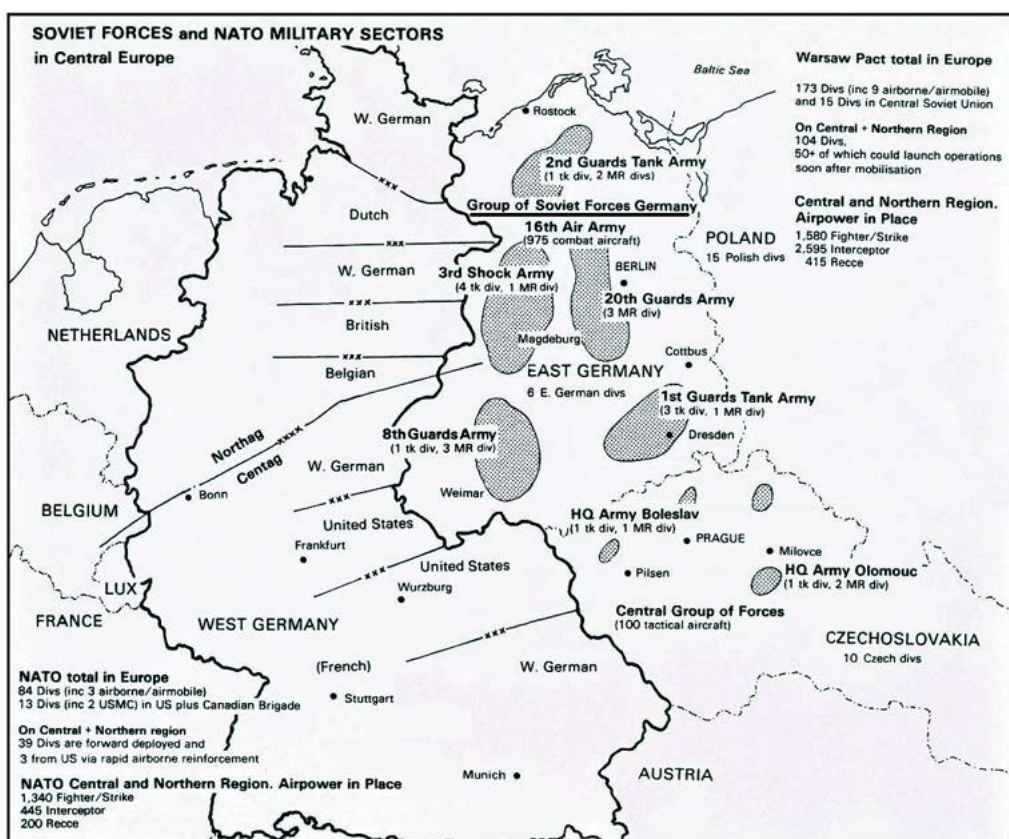 SOVIET FORCES and NATO MILITARY SECTORS
in Central Europe
Baltic Sea
Warsaw Pact total in Europe
173 Divs (inc 9 airborne/airmobile)
and 15 Divs in Central Soviet Union
On Central + Northern Region
104 Divs,
50+ of which could launch operations
soon after mobilisation
Central and Northern Region.
Airpower in Place
1,580 Fighter/Strike
2,595 Interceptor
415 Recce
W. German
Rostock
xxx
2nd Guards Tank Army
(1 tk div, 2 MR divs)
Dutch
Group of Soviet Forces Germany
16th Air Army
(975 combat aircraft)
xxx
POLAND
15 Polish divs
W. German
3rd Shock Army
(4 tk div, 1 MR div)
BERLIN
xxx
20th Guards Army
(3 MR div)
NETHERLANDS
British
Magdeburg
xxx
Cottbus
Belgian
EAST GERMANY
6 E. German divs
1st Guards Tank Army
(3 tk div, 1 MR div)
Dresden
Northag
xxxx
Centag
8th Guards Army
(1 tk div, 3 MR div)
W. German
Bonn
Weimar
xxx
BELGIUM
United States
HQ Army Boleslav
(1 tk div, 1 MR div)
PRAGUE
Milovce
Frankfurt
United States
xxx
Pilsen
HQ Army Olomouc
(1 tk div, 2 MR div)
LUX
Wurzburg
FRANCE
WEST GERMANY
Central Group of Forces
(100 tactical aircraft)
xxx
CZECHOSLOVAKIA
10 Czech divs
(French)
W. German
Stuttgart
NATO total in Europe
84 Divs (inc 3 airborne/airmobile)
13 Divs (inc 2 USMC) in US plus Canadian Brigade
On Central + Northern region
39 Divs are forward deployed and
3 from US via rapid airborne reinforcement
Munich
AUSTRIA
NATO Central and Northern Region. Airpower in Place
1,340 Fighter/Strike
445 Interceptor
200 Recce